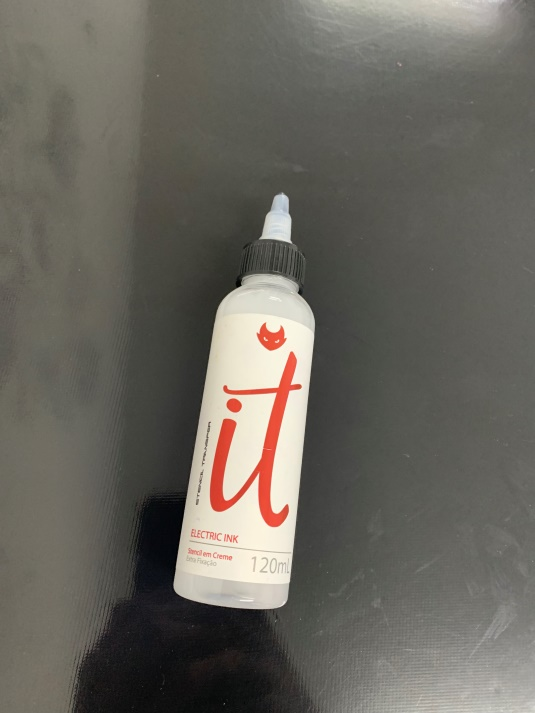 it
STENCIL TRANSFER
ELECTRIC INK
Stencil em Creme
Extra Fixação
120mL